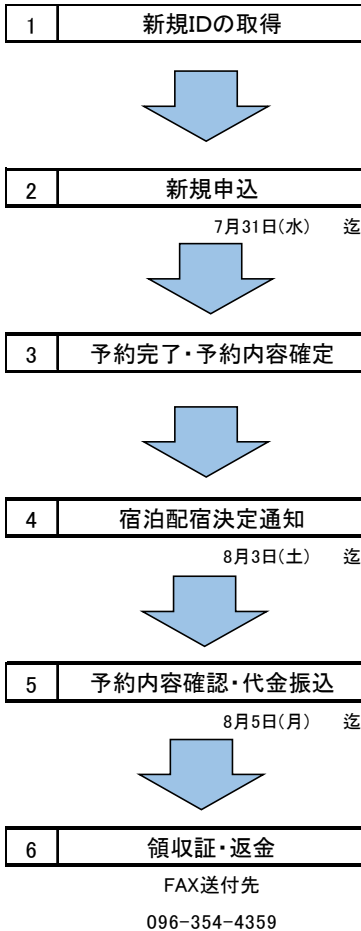 1 新規IDの取得
2 新規申込
7月31日(水) 迄
3 予約完了・予約内容確定
4 宿泊配宿決定通知
8月3日(土) 迄
5 予約内容確認・代金振込
8月5日(月) 迄
6 領収証・返金
FAX送付先
096-354-4359